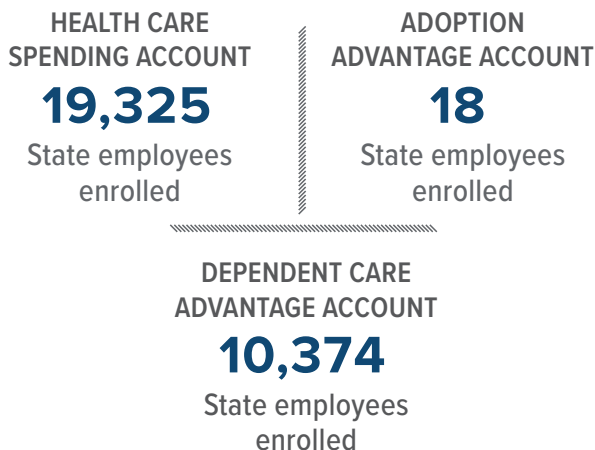 HEALTH CARE
SPENDING ACCOUNT
19,325
State employees
enrolled
ADOPTION
ADVANTAGE ACCOUNT
18
State employees
enrolled
DEPENDENT CARE
ADVANTAGE ACCOUNT
10,374
State employees
enrolled